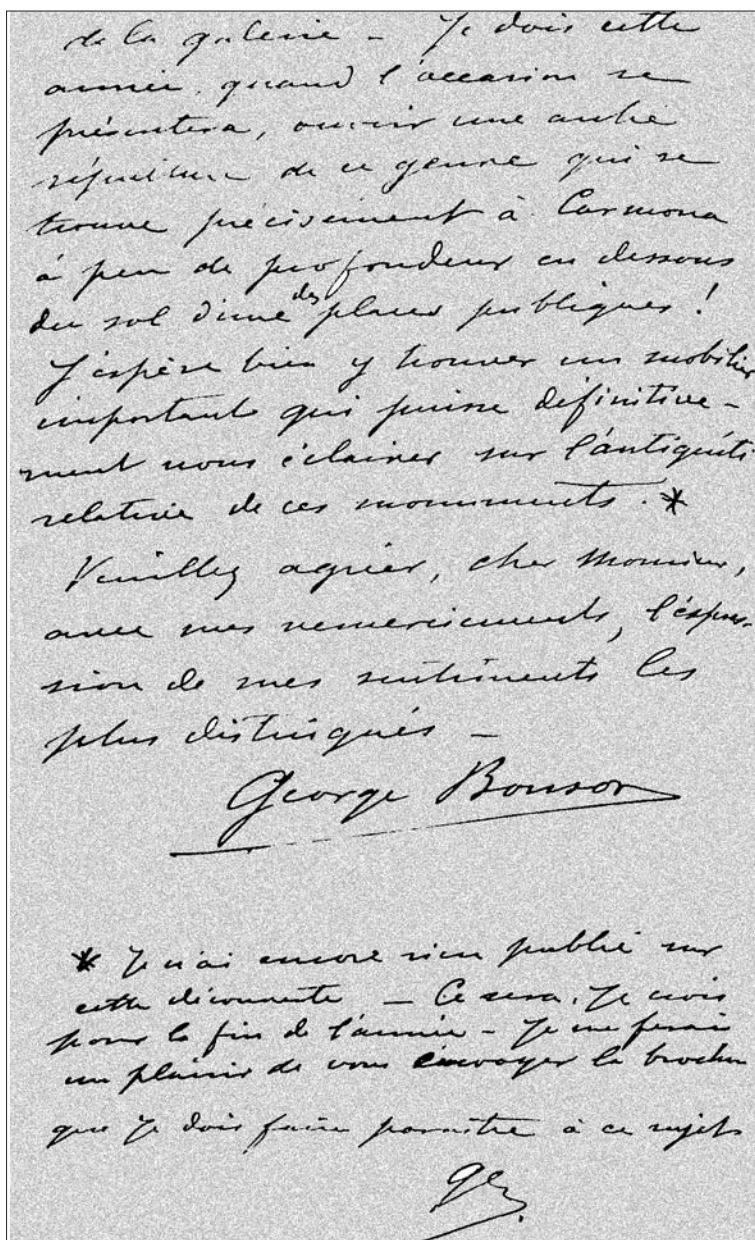 de la galerie – Je dois cette
année, quand l'occasion se
présentera, ouvrir une autre
sépulture de ce genre qui se
trouve précisément à Carmona
à peu de profondeur en dessous
du sol d'une des places publiques !
J'espère bien y trouver un mobilier
important qui puisse définitive-
ment nous éclairer sur l'antiquité
relative de ces monuments. *
Veuillez agréer, cher Monsieur,
avec mes remerciements, l'expres-
sion de mes sentiments les
plus distingués –
George Bonsor
* Je n'ai encore rien publié sur
cette découverte – Ce sera, Je crois
pour la fin de l'année – Je me ferai
un plaisir de vous envoyer la brochure
que Je dois faire paraitre à ce sujet